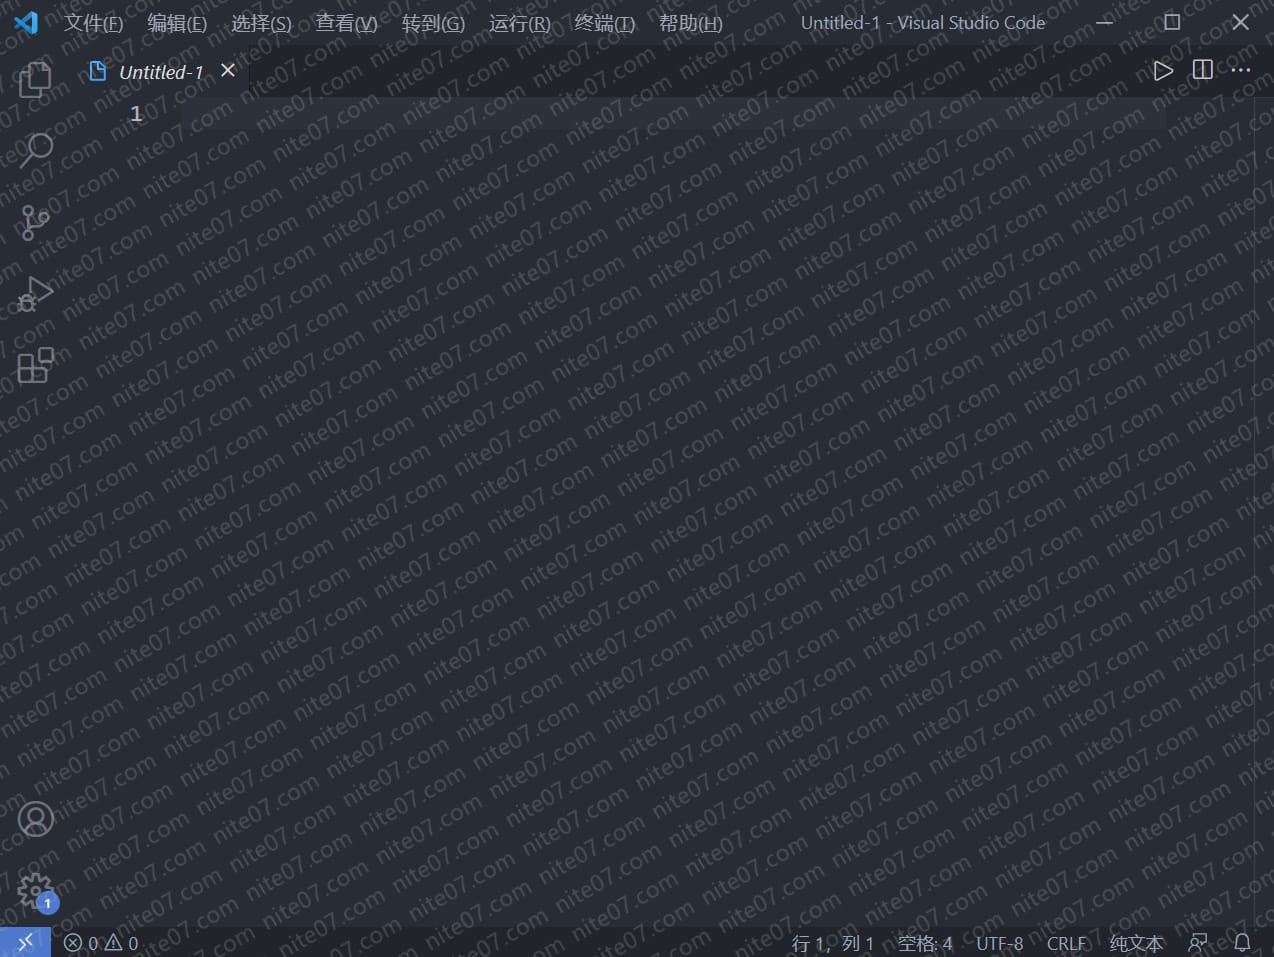 文件(F) 编辑(E) 选择(S) 查看(V) 转到(G) 运行(R) 终端(T) 帮助(H) Untitled-1 - Visual Studio Code
Untitled-1
1
nite07.com
1
0 0 行 1，列 1 空格: 4 UTF-8 CRLF 纯文本